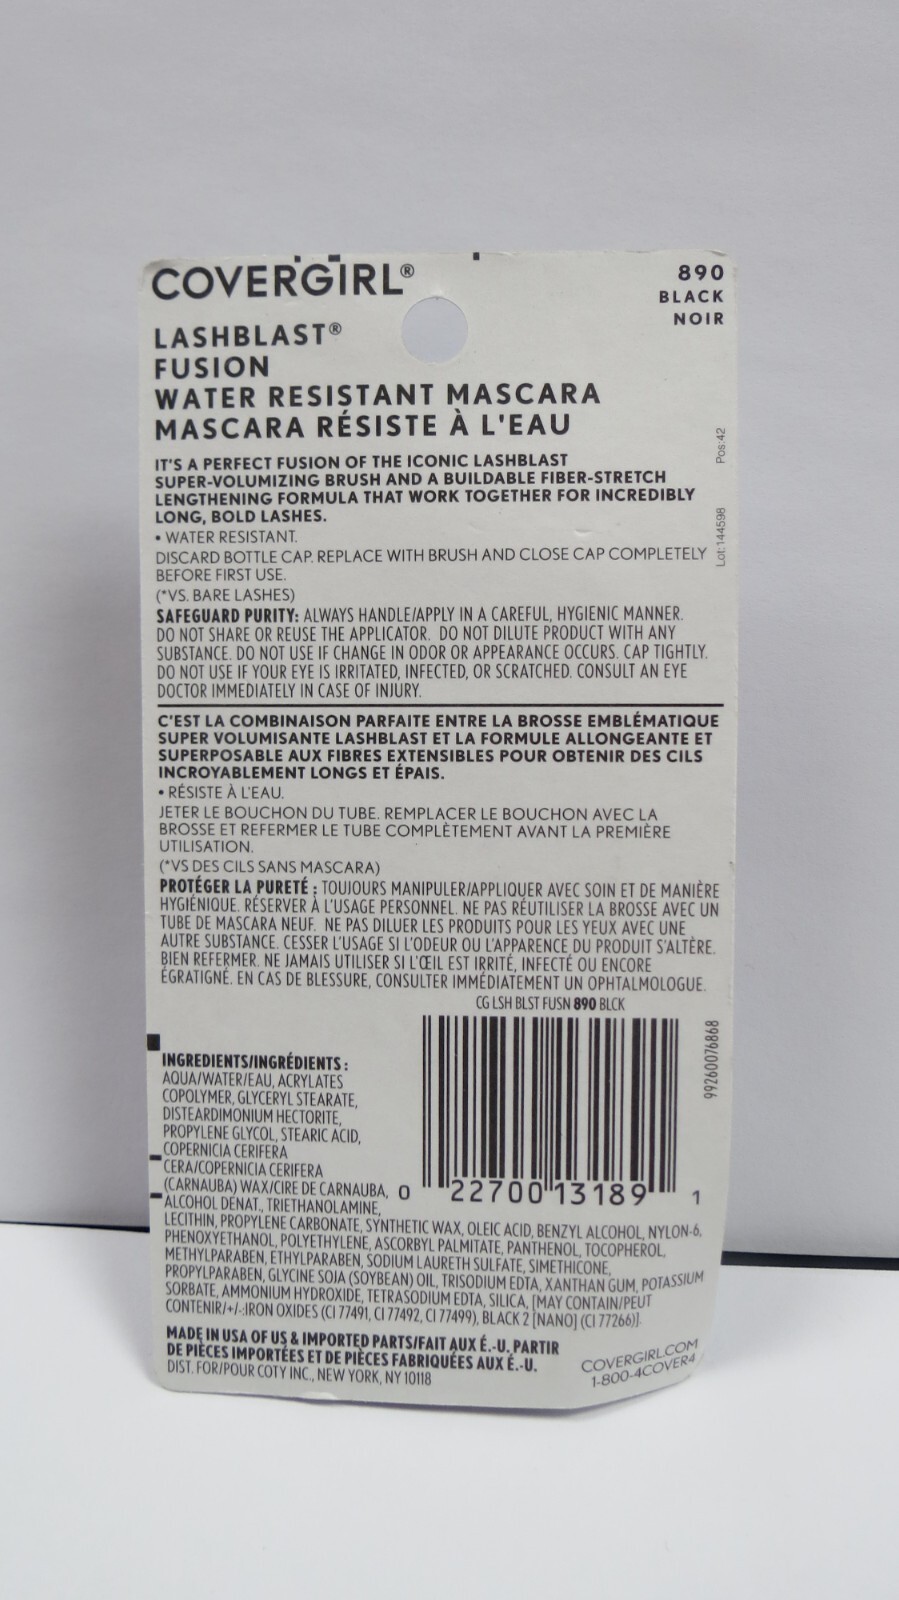 COVERGIRL®
890
BLACK
NOIR
LASHBLAST®
FUSION
WATER RESISTANT MASCARA
MASCARA RÉSISTE À L'EAU
IT'S A PERFECT FUSION OF THE ICONIC LASHBLAST
SUPER-VOLUMIZING BRUSH AND A BUILDABLE FIBER-STRETCH
LENGTHENING FORMULA THAT WORK TOGETHER FOR INCREDIBLY
LONG, BOLD LASHES.
• WATER RESISTANT.
DISCARD BOTTLE CAP. REPLACE WITH BRUSH AND CLOSE CAP COMPLETELY
BEFORE FIRST USE.
(*VS. BARE LASHES)
SAFEGUARD PURITY: ALWAYS HANDLE/APPLY IN A CAREFUL, HYGIENIC MANNER.
DO NOT SHARE OR REUSE THE APPLICATOR. DO NOT DILUTE PRODUCT WITH ANY
SUBSTANCE. DO NOT USE IF CHANGE IN ODOR OR APPEARANCE OCCURS. CAP TIGHTLY.
DO NOT USE IF YOUR EYE IS IRRITATED, INFECTED, OR SCRATCHED. CONSULT AN EYE
DOCTOR IMMEDIATELY IN CASE OF INJURY.
Lot:144598 Pos:42
C'EST LA COMBINAISON PARFAITE ENTRE LA BROSSE EMBLÉMATIQUE
SUPER VOLUMISANTE LASHBLAST ET LA FORMULE ALLONGEANTE ET
SUPERPOSABLE AUX FIBRES EXTENSIBLES POUR OBTENIR DES CILS
INCROYABLEMENT LONGS ET ÉPAIS.
• RÉSISTE À L'EAU.
JETER LE BOUCHON DU TUBE. REMPLACER LE BOUCHON AVEC LA
BROSSE ET REFERMER LE TUBE COMPLÈTEMENT AVANT LA PREMIÈRE
UTILISATION.
(*VS DES CILS SANS MASCARA)
PROTÉGER LA PURETÉ : TOUJOURS MANIPULER/APPLIQUER AVEC SOIN ET DE MANIÈRE
HYGIÉNIQUE. RÉSERVER À L'USAGE PERSONNEL. NE PAS RÉUTILISER LA BROSSE AVEC UN
TUBE DE MASCARA NEUF. NE PAS DILUER LES PRODUITS POUR LES YEUX AVEC UNE
AUTRE SUBSTANCE. CESSER L'USAGE SI L'ODEUR OU L'APPARENCE DU PRODUIT S'ALTÈRE.
BIEN REFERMER. NE JAMAIS UTILISER SI L'ŒIL EST IRRITÉ, INFECTÉ OU ENCORE
ÉGRATIGNÉ. EN CAS DE BLESSURE, CONSULTER IMMÉDIATEMENT UN OPHTALMOLOGUE.
CG LSH BLST FUSN 890 BLCK
99260076868
0 22700 13189 1
INGREDIENTS/INGRÉDIENTS :
AQUA/WATER/EAU, ACRYLATES
COPOLYMER, GLYCERYL STEARATE,
DISTEARDIMONIUM HECTORITE,
PROPYLENE GLYCOL, STEARIC ACID,
COPERNICIA CERIFERA
CERA/COPERNICIA CERIFERA
(CARNAUBA) WAX/CIRE DE CARNAUBA,
ALCOHOL DENAT., TRIETHANOLAMINE,
LECITHIN, PROPYLENE CARBONATE, SYNTHETIC WAX, OLEIC ACID, BENZYL ALCOHOL, NYLON-6,
PHENOXYETHANOL, POLYETHYLENE, ASCORBYL PALMITATE, PANTHENOL, TOCOPHEROL,
METHYLPARABEN, ETHYLPARABEN, SODIUM LAURETH SULFATE, SIMETHICONE,
PROPYLPARABEN, GLYCINE SOJA (SOYBEAN) OIL, TRISODIUM EDTA, XANTHAN GUM, POTASSIUM
SORBATE, AMMONIUM HYDROXIDE, TETRASODIUM EDTA, SILICA, [MAY CONTAIN/PEUT
CONTENIR/+/-:IRON OXIDES (CI 77491, CI 77492, CI 77499), BLACK 2 [NANO] (CI 77266)].
MADE IN USA OF US & IMPORTED PARTS/FAIT AUX É.-U. PARTIR
DE PIÈCES IMPORTÉES ET DE PIÈCES FABRIQUÉES AUX É.-U.
DIST. FOR/POUR COTY INC., NEW YORK, NY 10118
COVERGIRL.COM
1-800-4COVER4